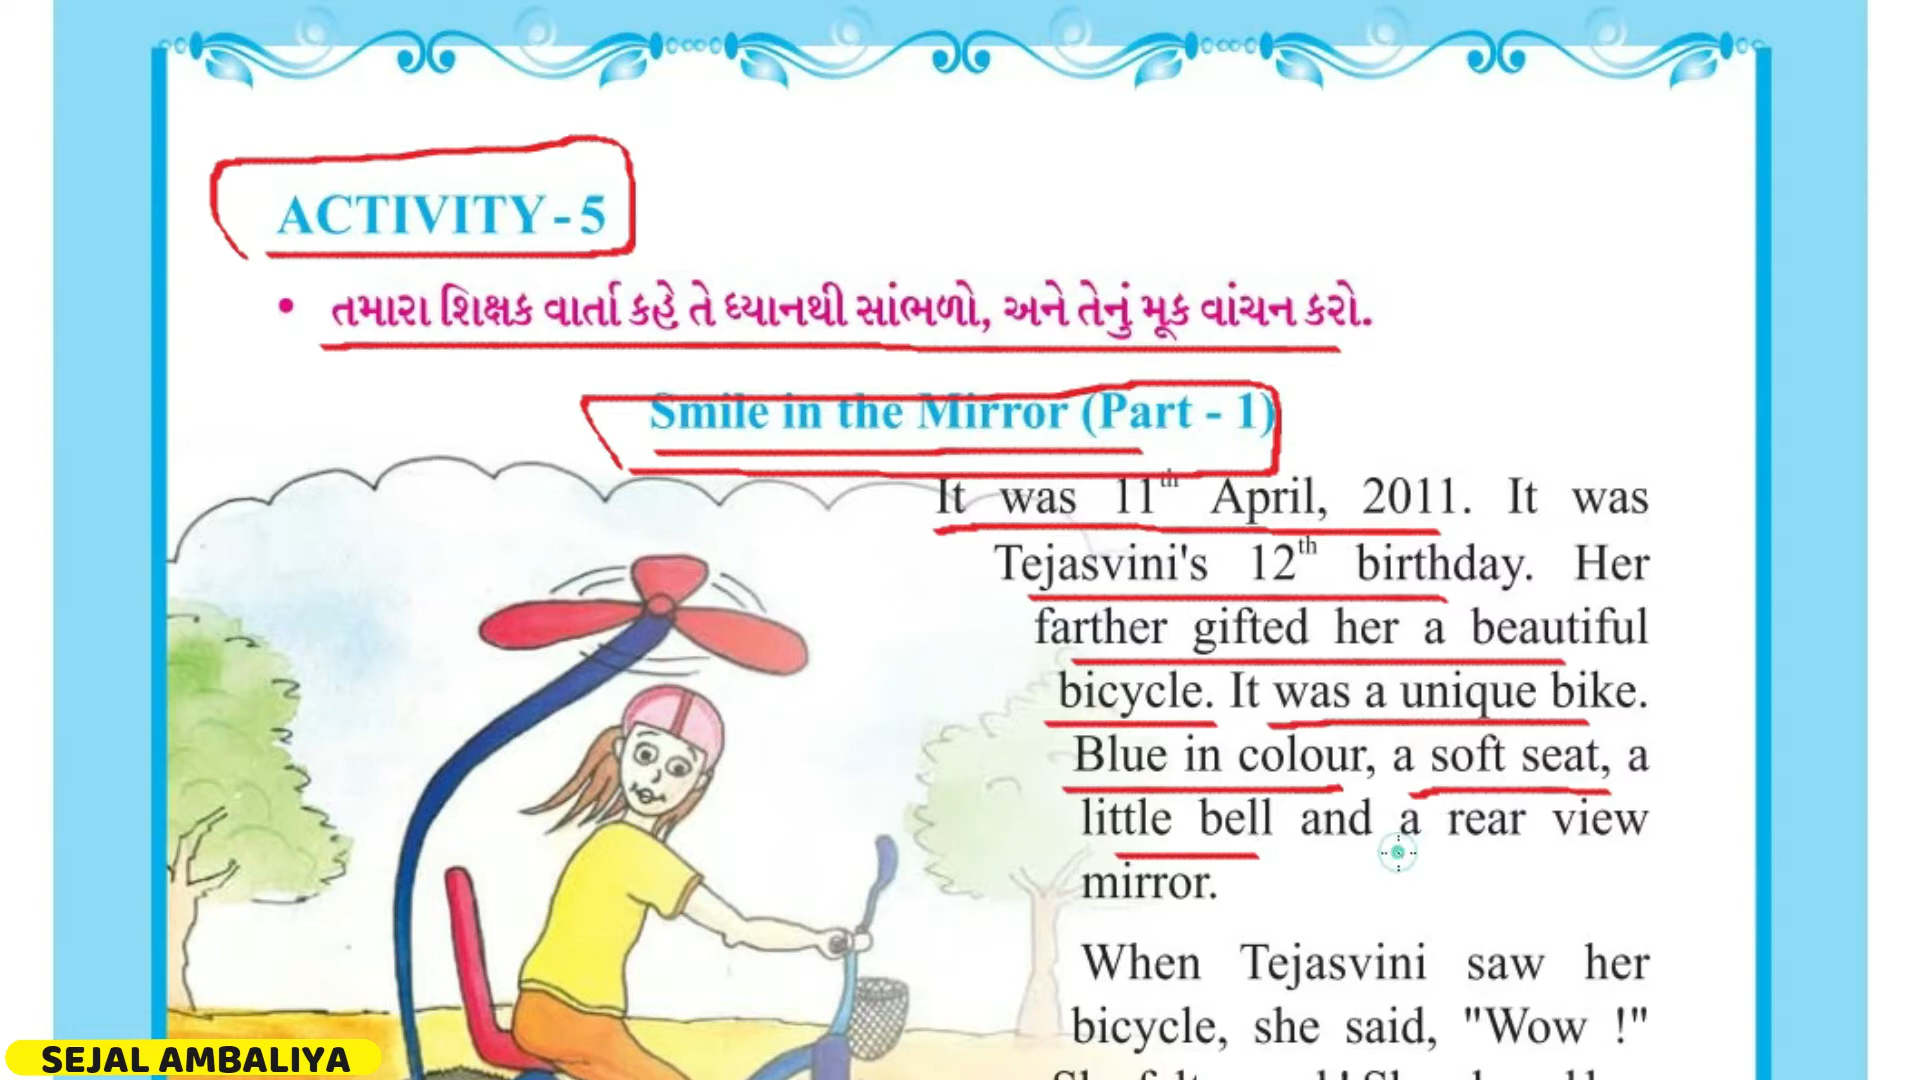 ACTIVITY - 5
• તમારા શિક્ષક વાર્તા કહે તે ધ્યાનથી સાંભળો, અને તેનું મૂક વાંચન કરો.
Smile in the Mirror (Part - 1)
It was 11th April, 2011. It was
Tejasvini's 12th birthday. Her
farther gifted her a beautiful
bicycle. It was a unique bike.
Blue in colour, a soft seat, a
little bell and a rear view
mirror.
When Tejasvini saw her
bicycle, she said, "Wow !"
SEJAL AMBALIYA